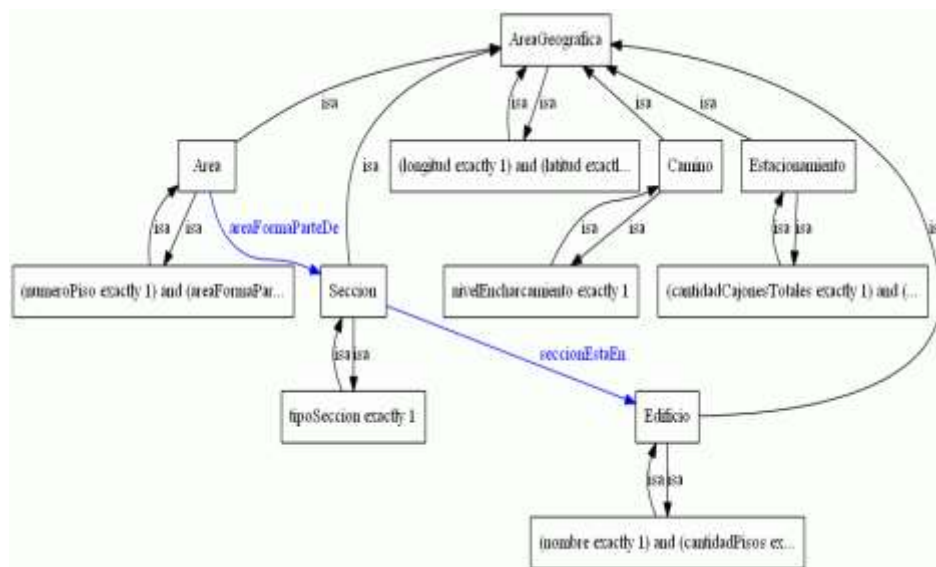 AreaGeografica
isa
isa
isa
isa
isa
Area
isa
(longitud exactly 1) and (latitud exactl...
Camino
Estacionamiento
isa
isa
areaFormaParteDe
isa
isa
isa
isa
is
(numeroPiso exactly 1) and (areaFormaPar...
Seccion
nivelEncharcamiento exactly 1
(cantidadCajonesTotales exactly 1) and (...
isa
isa
seccionEstaEn
tipoSeccion exactly 1
Edificio
isa
isa
(nombre exactly 1) and (cantidadPisos ex...